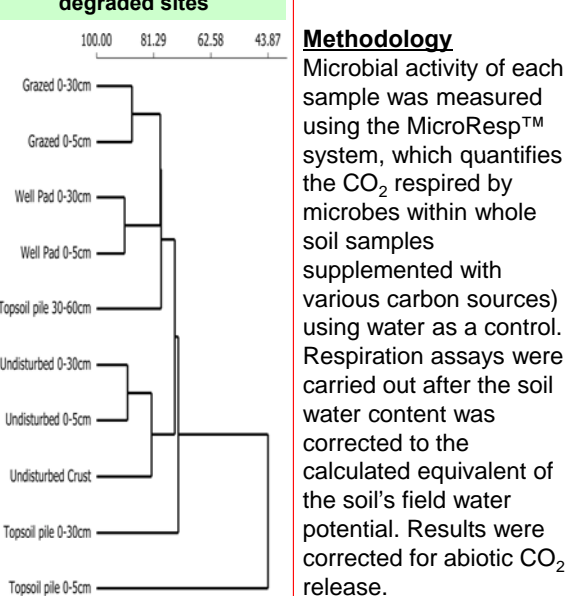 degraded sites
100.00 81.29 62.58 43.87
Grazed 0-30cm
Grazed 0-5cm
Well Pad 0-30cm
Well Pad 0-5cm
Topsoil pile 30-60cm
Undisturbed 0-30cm
Undisturbed 0-5cm
Undisturbed Crust
Topsoil pile 0-30cm
Topsoil pile 0-5cm
Methodology
Microbial activity of each
sample was measured
using the MicroResp™
system, which quantifies
the CO₂ respired by
microbes within whole
soil samples
supplemented with
various carbon sources)
using water as a control.
Respiration assays were
carried out after the soil
water content was
corrected to the
calculated equivalent of
the soil's field water
potential. Results were
corrected for abiotic CO₂
release.